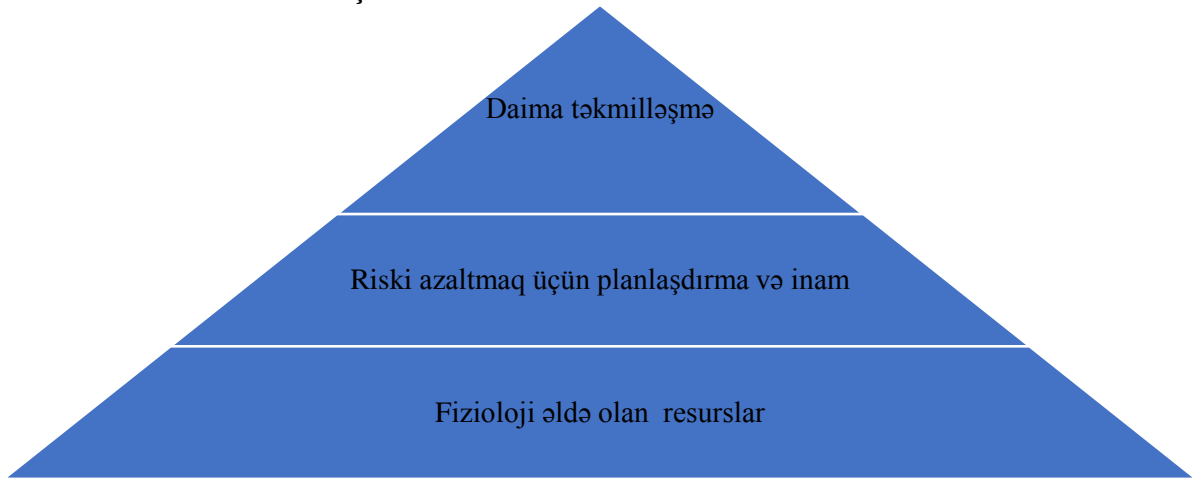 Daima təkmilləşmə
Riski azaltmaq üçün planlaşdırma və inam
Fizioloji əldə olan  resurslar